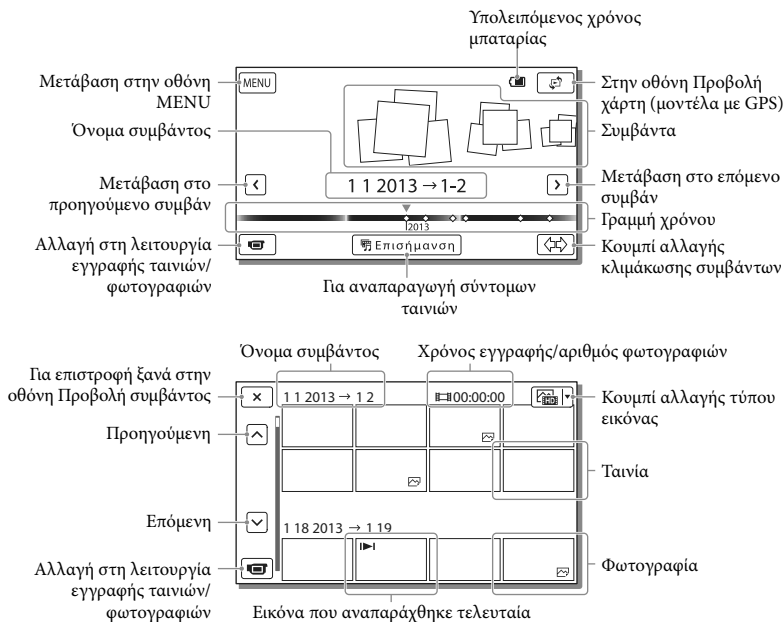 Υπολειπόμενος χρόνος
μπαταρίας
Μετάβαση στην οθόνη
MENU
MENU
Στην οθόνη Προβολή
χάρτη (μοντέλα με GPS)
Όνομα συμβάντος
Συμβάντα
Μετάβαση στο
προηγούμενο συμβάν
1 1 2013 → 1-2
Μετάβαση στο επόμενο
συμβάν
Γραμμή χρόνου
2013
Αλλαγή στη λειτουργία
εγγραφής ταινιών/
φωτογραφιών
Επισήμανση
Κουμπί αλλαγής
κλιμάκωσης συμβάντων
Για αναπαραγωγή σύντομων
ταινιών
Όνομα συμβάντος
Χρόνος εγγραφής/αριθμός φωτογραφιών
Για επιστροφή ξανά στην
οθόνη Προβολή συμβάντος
1 1 2013 → 1 2
00:00:00
HD
Κουμπί αλλαγής τύπου
εικόνας
Προηγούμενη
Ταινία
Επόμενη
1 18 2013 → 1 19
Αλλαγή στη λειτουργία
εγγραφής ταινιών/
φωτογραφιών
Φωτογραφία
Εικόνα που αναπαράχθηκε τελευταία